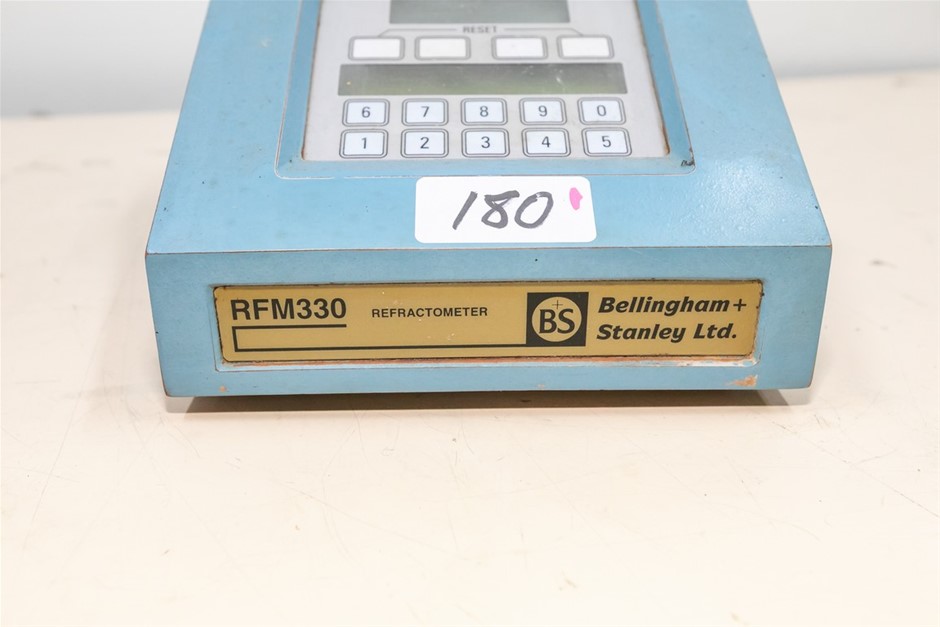 RESET
6 7 8 9 0
1 2 3 4 5
180
RFM330 REFRACTOMETER
BS
Bellingham +
Stanley Ltd.